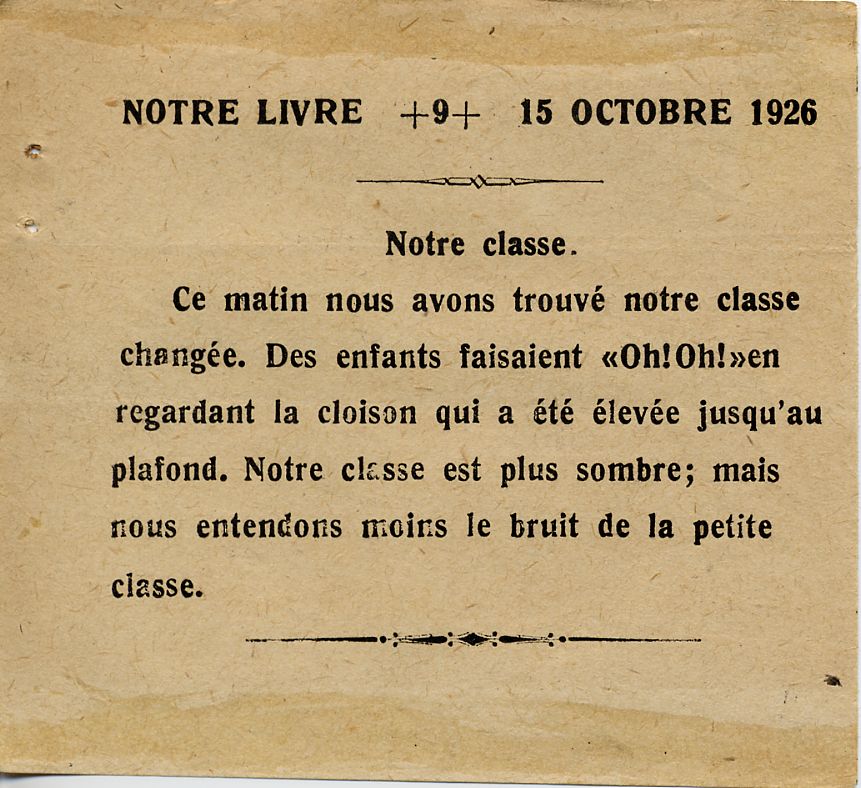 NOTRE LIVRE +9+ 15 OCTOBRE 1926
Notre classe.
Ce matin nous avons trouvé notre classe
changée. Des enfants faisaient «Oh!Oh!»en
regardant la cloison qui a été élevée jusqu'au
plafond. Notre classe est plus sombre; mais
nous entendons moins le bruit de la petite
classe.